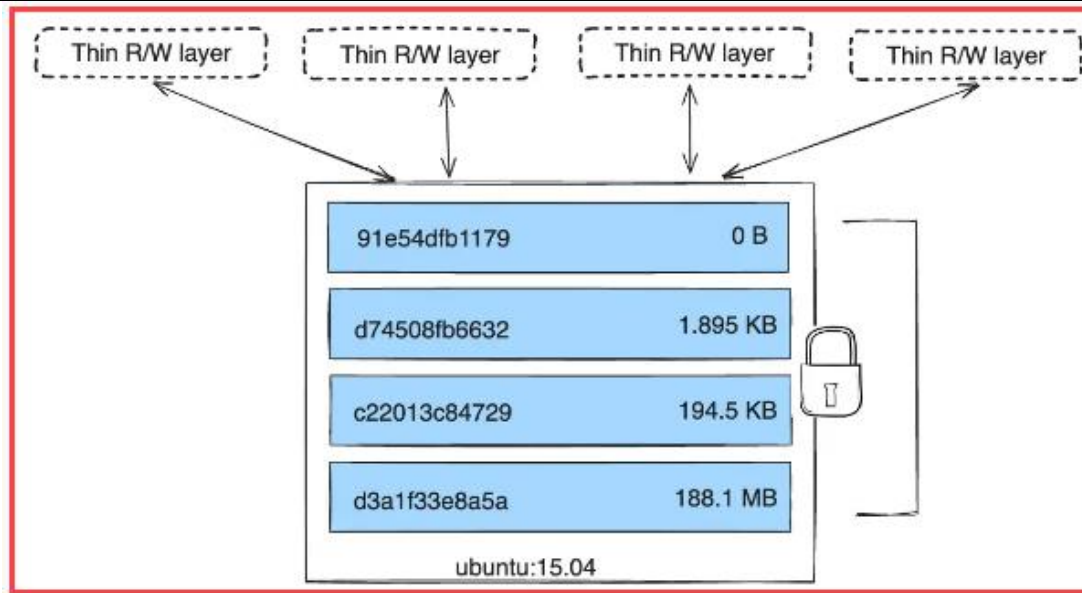 Thin R/W layer Thin R/W layer Thin R/W layer Thin R/W layer
91e54dfb1179 0 B
d74508fb6632 1.895 KB
c22013c84729 194.5 KB
d3a1f33e8a5a 188.1 MB
ubuntu:15.04